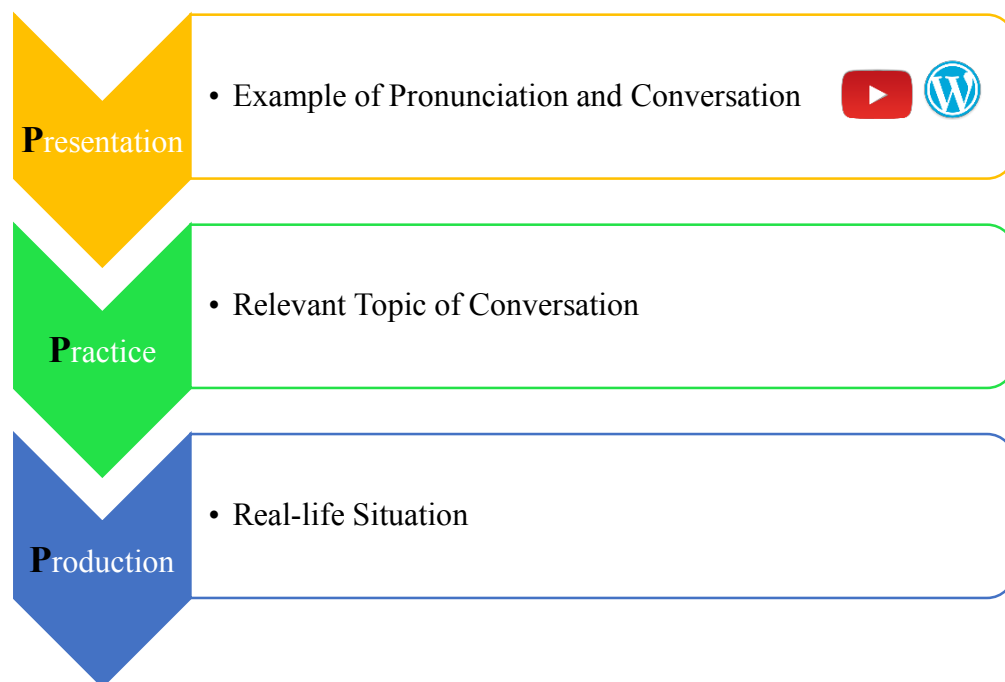 Presentation
• Example of Pronunciation and Conversation
Practice
• Relevant Topic of Conversation
Production
• Real-life Situation